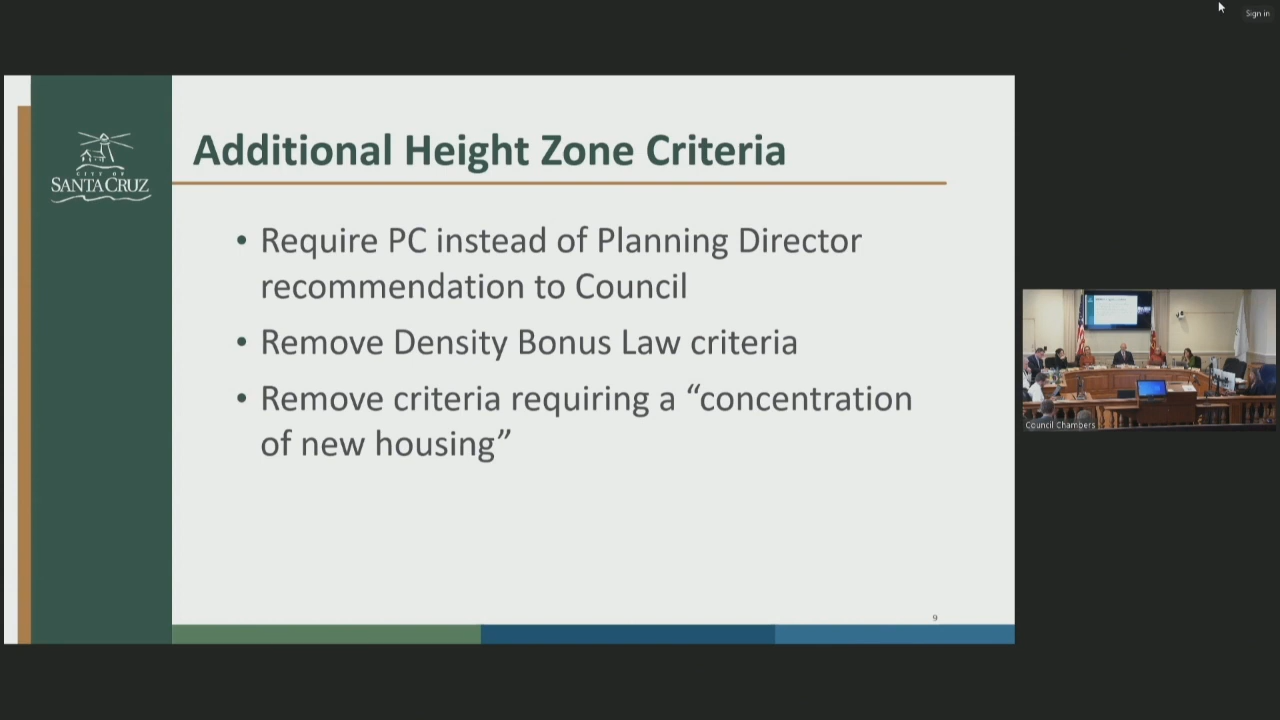 Sign in
CITY OF
SANTA CRUZ
Additional Height Zone Criteria
• Require PC instead of Planning Director
recommendation to Council
• Remove Density Bonus Law criteria
• Remove criteria requiring a “concentration
of new housing”
9
Council Chambers